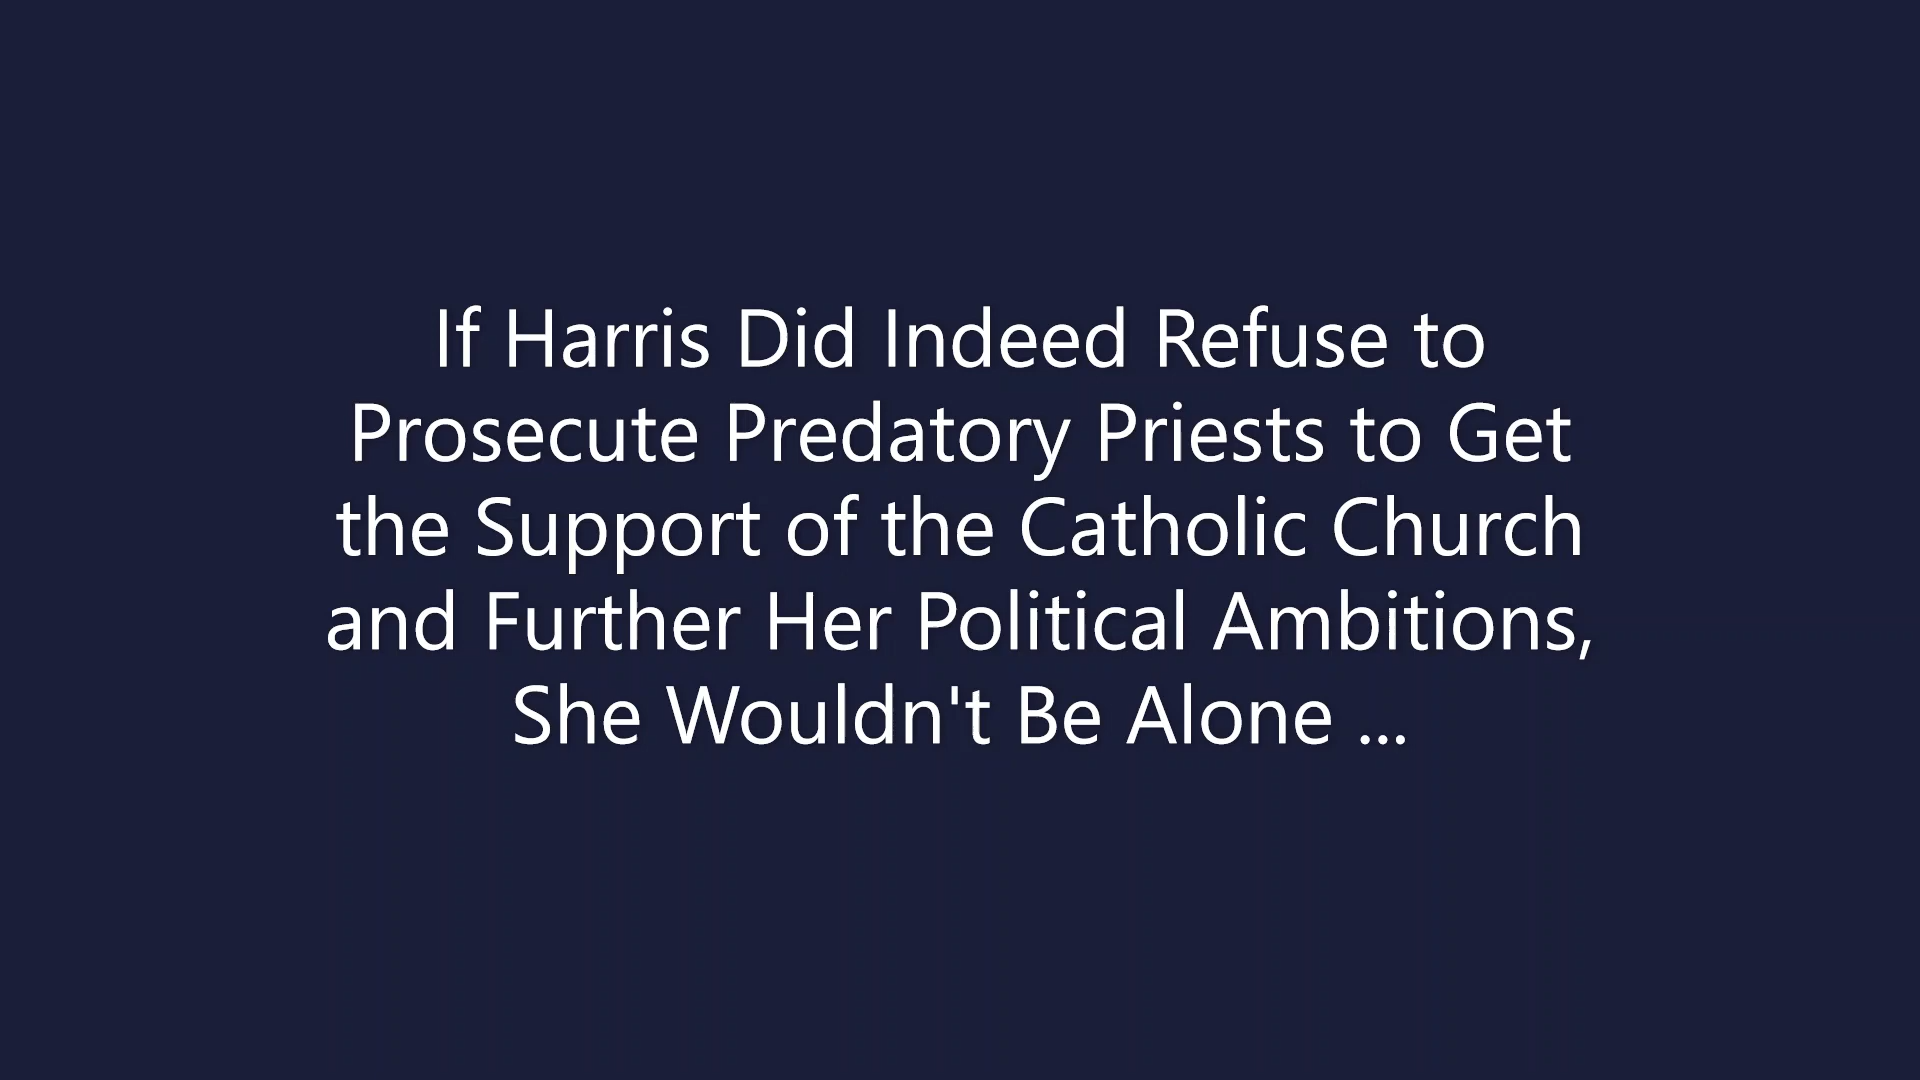 If Harris Did Indeed Refuse to
Prosecute Predatory Priests to Get
the Support of the Catholic Church
and Further Her Political Ambitions,
She Wouldn't Be Alone ...